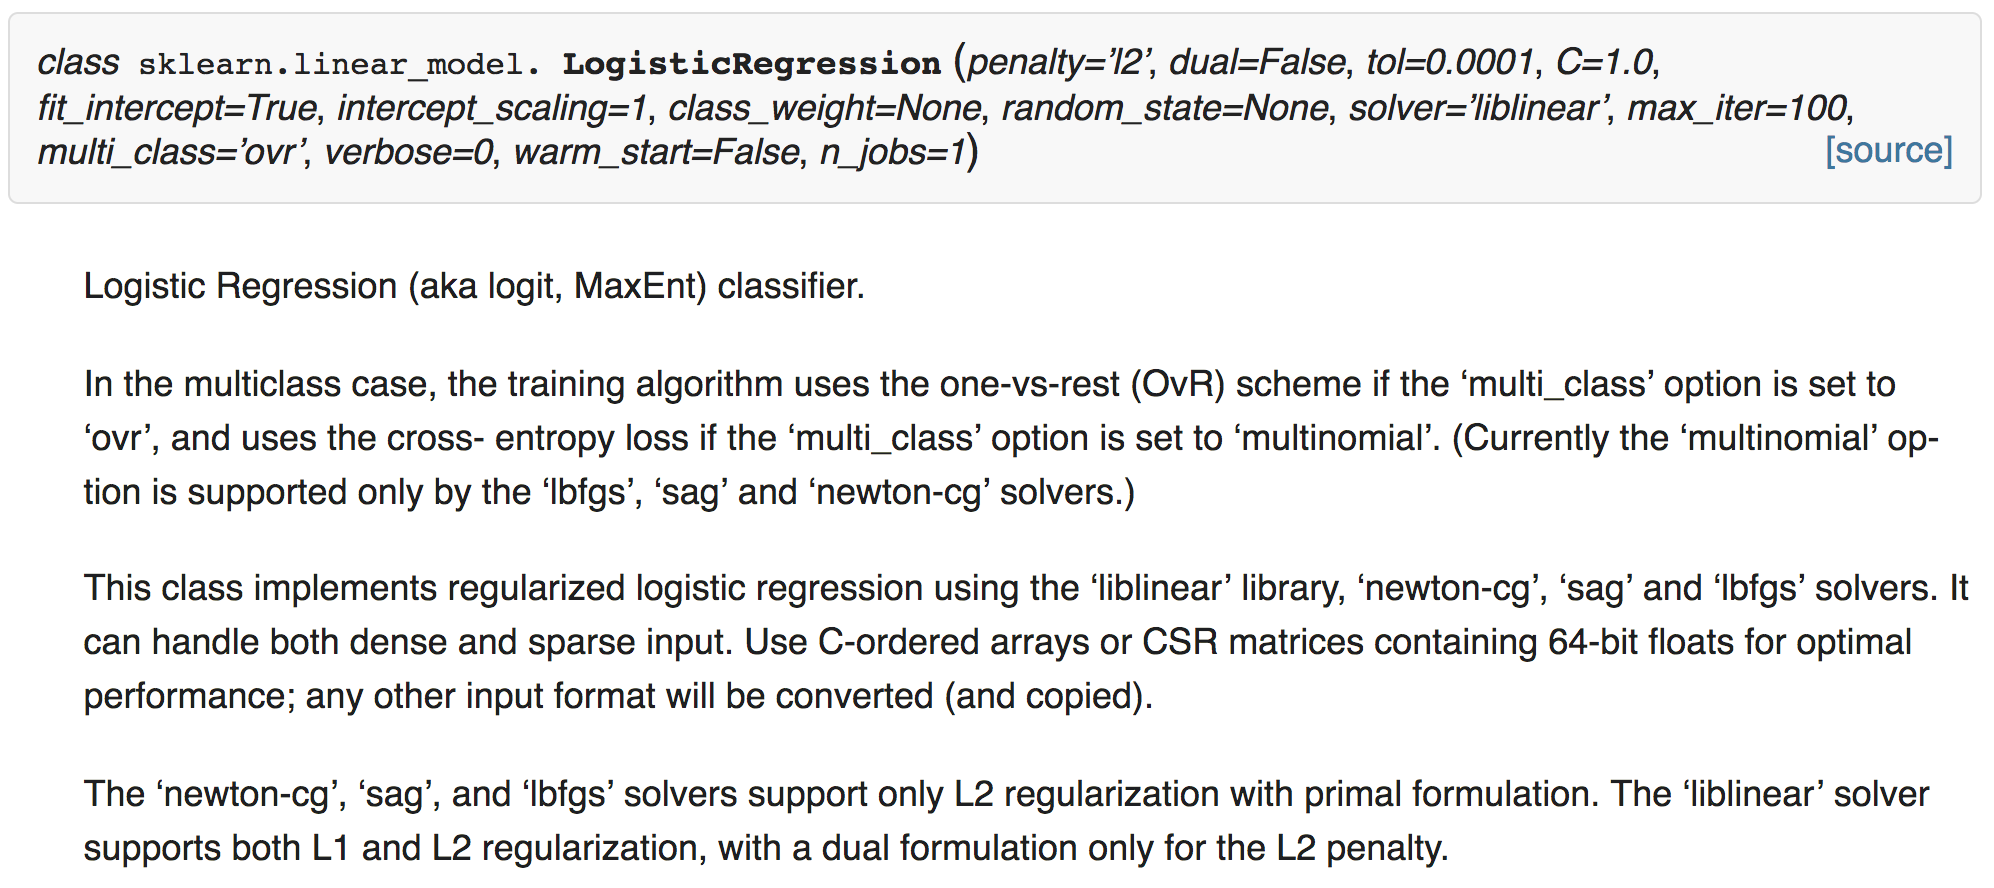 class sklearn.linear_model. LogisticRegression (penalty=’l2’, dual=False, tol=0.0001, C=1.0,
fit_intercept=True, intercept_scaling=1, class_weight=None, random_state=None, solver=’liblinear’, max_iter=100,
multi_class=’ovr’, verbose=0, warm_start=False, n_jobs=1) [source]
Logistic Regression (aka logit, MaxEnt) classifier.
In the multiclass case, the training algorithm uses the one-vs-rest (OvR) scheme if the ‘multi_class’ option is set to
‘ovr’, and uses the cross- entropy loss if the ‘multi_class’ option is set to ‘multinomial’. (Currently the ‘multinomial’ op-
tion is supported only by the ‘lbfgs’, ‘sag’ and ‘newton-cg’ solvers.)
This class implements regularized logistic regression using the ‘liblinear’ library, ‘newton-cg’, ‘sag’ and ‘lbfgs’ solvers. It
can handle both dense and sparse input. Use C-ordered arrays or CSR matrices containing 64-bit floats for optimal
performance; any other input format will be converted (and copied).
The ‘newton-cg’, ‘sag’, and ‘lbfgs’ solvers support only L2 regularization with primal formulation. The ‘liblinear’ solver
supports both L1 and L2 regularization, with a dual formulation only for the L2 penalty.